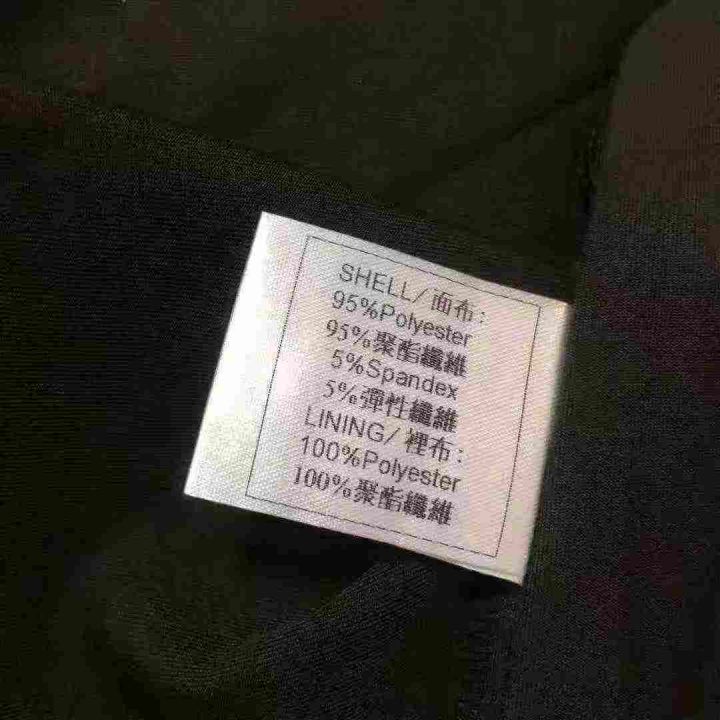 SHELL/面布:
95%Polyester
95%聚酯纖維
5%Spandex
5%彈性纖維
LINING/裡布:
100%Polyester
100%聚酯纖維